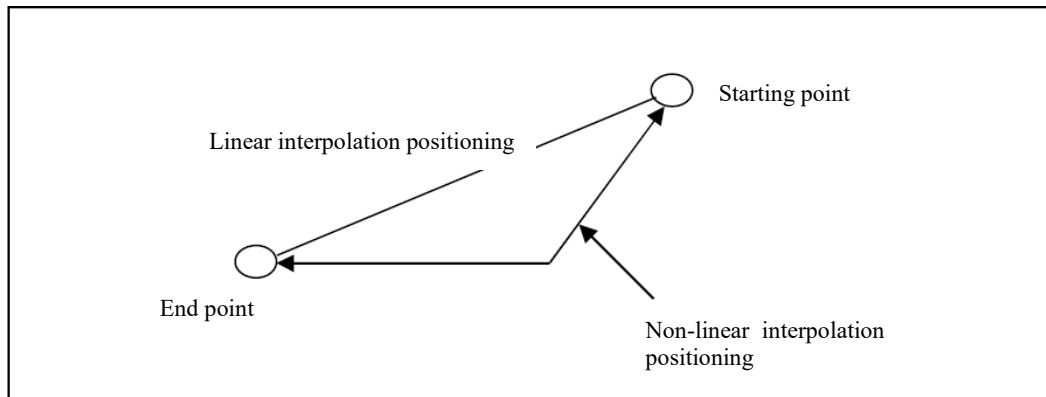 Starting point
Linear interpolation positioning
End point
Non-linear interpolation
positioning